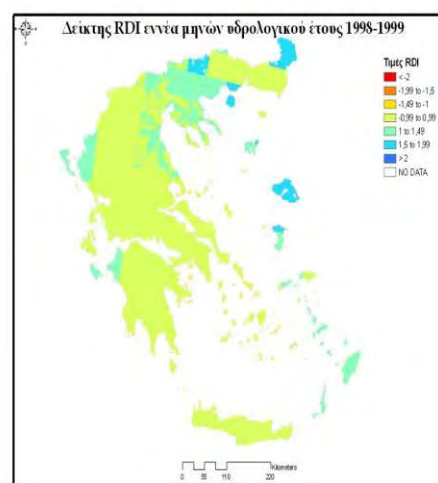 Δείκτης RDI εννέα μηνών υδρολογικού έτους 1998-1999
Τιμές RDI
< -2
-1,99 to -1,5
-1,49 to -1
-0,99 to 0,99
1 to 1,49
1,5 to 1,99
> 2
NO DATA
Kilometers
0 55 110 220